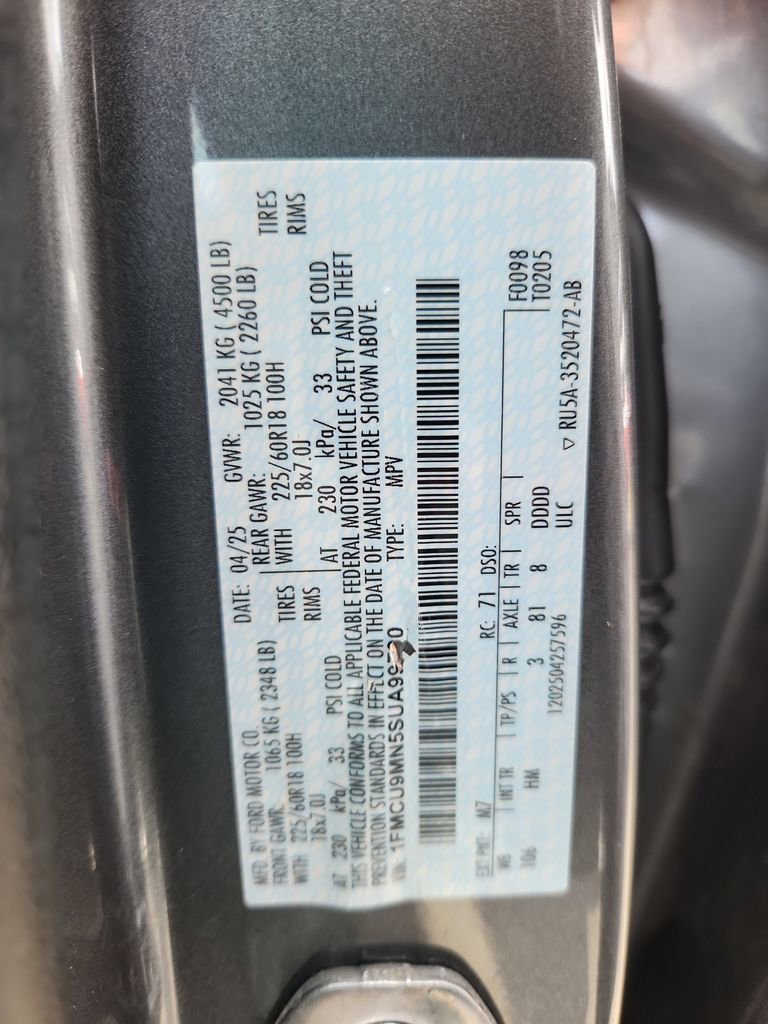 MFD. BY FORD MOTOR CO. DATE: 04/25 GVWR: 2041 KG ( 4500 LB)
FRONT GAWR: 1065 KG ( 2348 LB) REAR GAWR: 1025 KG ( 2260 LB)
WITH 225/60R18 100H TIRES WITH 225/60R18 100H TIRES
18x7.0J RIMS 18x7.0J RIMS
AT 230 kPa/ 33 PSI COLD AT 230 kPa/ 33 PSI COLD
THIS VEHICLE CONFORMS TO ALL APPLICABLE FEDERAL MOTOR VEHICLE SAFETY AND THEFT
PREVENTION STANDARDS IN EFFECT ON THE DATE OF MANUFACTURE SHOWN ABOVE.
VIN: TYPE: MPV
EXT PNT: M7 RC: 71 DSO:
WB INT TR TP/PS R AXLE TR SPR F0098
106 HM 3 81 8 DDDD T0205
1202504257596 ULC
▽ RU5A-3520472-AB